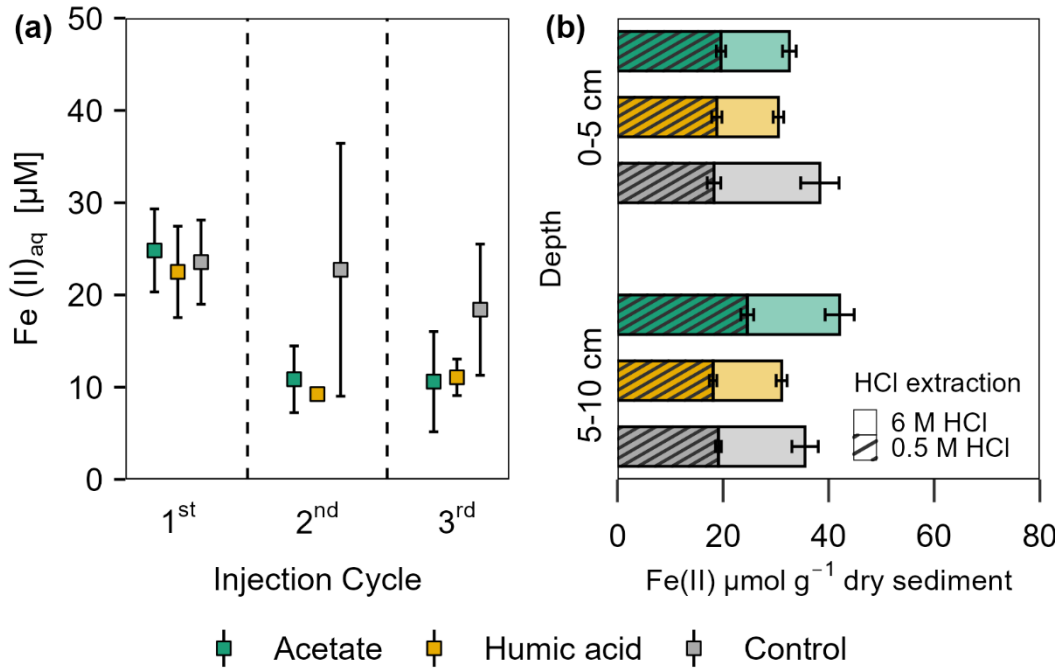 (a)
50
40
30
20
10
0
Fe (II)aq [µM]
1st 2nd 3rd
Injection Cycle
(b)
0-5 cm
5-10 cm
Depth
HCl extraction
6 M HCl
0.5 M HCl
0 20 40 60 80
Fe(II) µmol g⁻¹ dry sediment
Acetate Humic acid Control